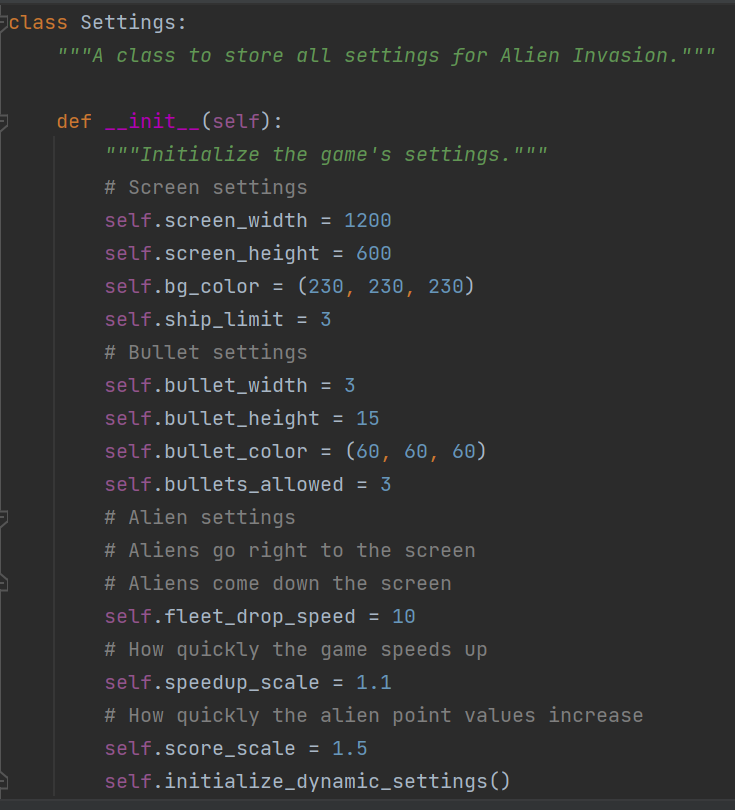 class Settings:
    """A class to store all settings for Alien Invasion."""

    def __init__(self):
        """Initialize the game's settings."""
        # Screen settings
        self.screen_width = 1200
        self.screen_height = 600
        self.bg_color = (230, 230, 230)
        self.ship_limit = 3
        # Bullet settings
        self.bullet_width = 3
        self.bullet_height = 15
        self.bullet_color = (60, 60, 60)
        self.bullets_allowed = 3
        # Alien settings
        # Aliens go right to the screen
        # Aliens come down the screen
        self.fleet_drop_speed = 10
        # How quickly the game speeds up
        self.speedup_scale = 1.1
        # How quickly the alien point values increase
        self.score_scale = 1.5
        self.initialize_dynamic_settings()